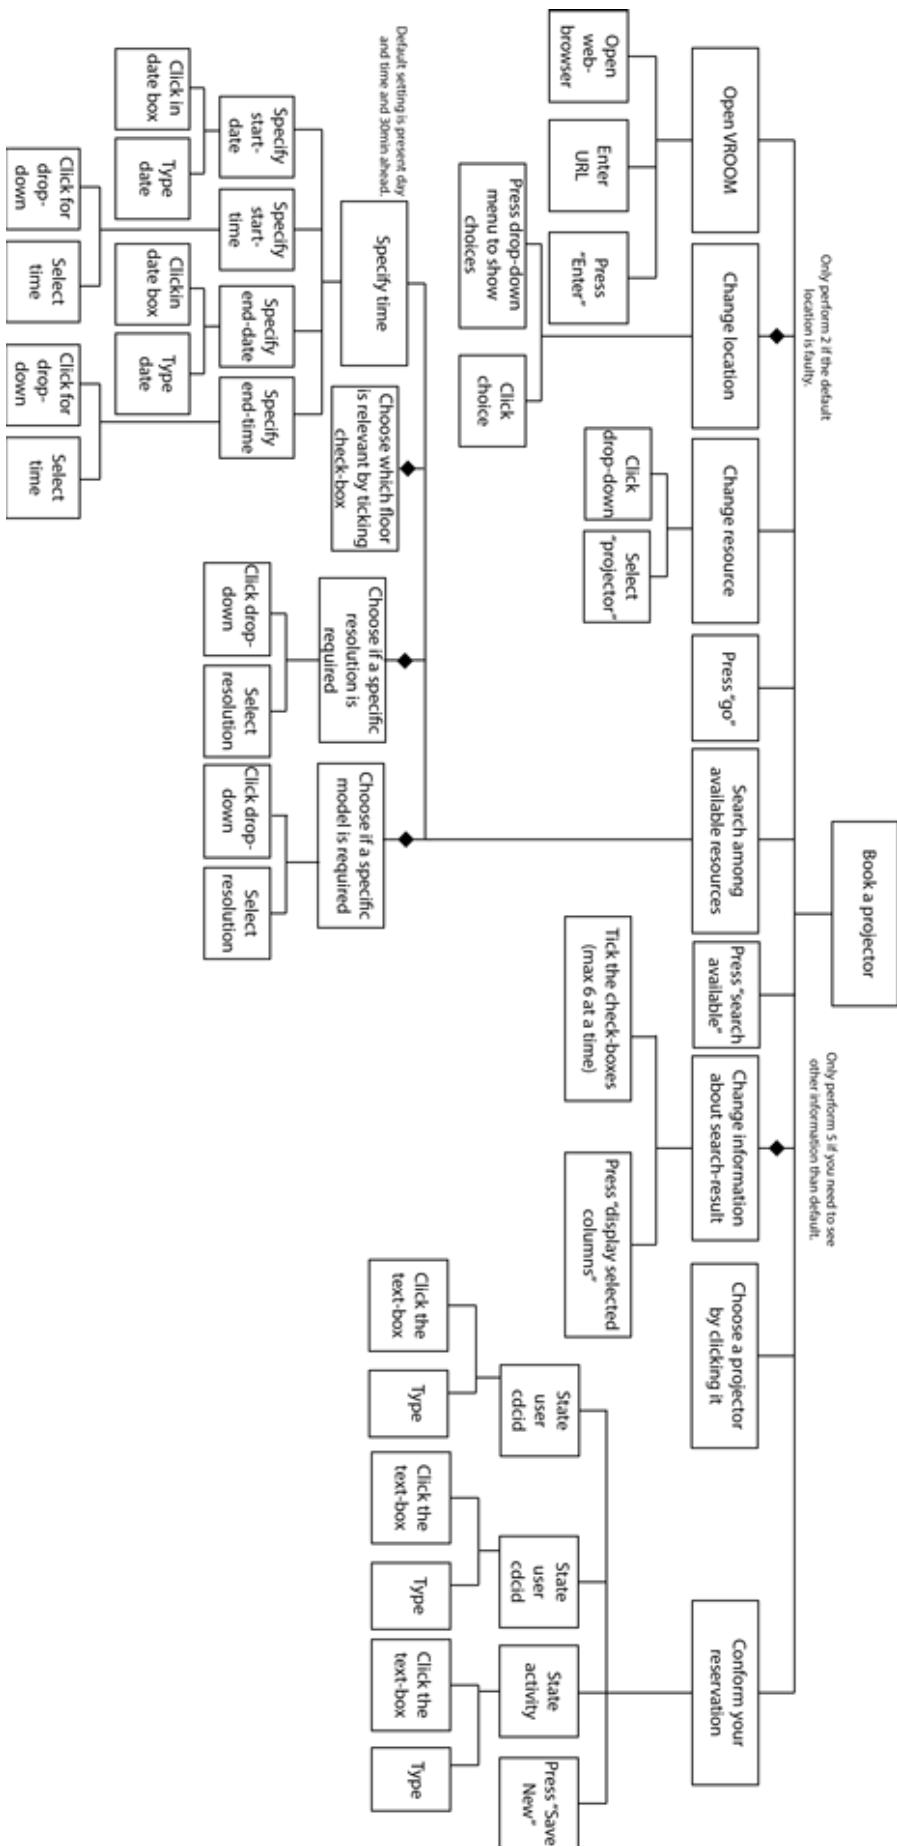 Book a projector
Only perform 2 if the default
location is faulty.
Only perform 5 if you need to see
other information than default.
Open VROOM
Change location
Change resource
Press "go"
Search among
available resources
Press "search
available"
Change information
about search-result
Choose a projector
by clicking it
Conform your
reservation
Open
web-
browser
Enter
URL
Press
"Enter"
Press drop-down
menu to show
choices
Click
choice
Click
drop-down
Select
"projector"
Tick the check-boxes
(max 6 at a time)
Press "display selected
columns"
State
user
cdcid
State
user
cdcid
State
activity
Press "Save
New"
Click the
text-box
Type
Click the
text-box
Type
Click the
text-box
Type
Default setting is present day
and time and 30min ahead.
Specify time
Choose which floor
is relevant by ticking
check-box
Choose if a specific
resolution is
required
Choose if a specific
model is required
Specify
start-
date
Specify
start-
time
Specify
end-date
Specify
end-time
Click drop-
down
Select
resolution
Click drop-
down
Select
resolution
Click in
date box
Type
date
Clickin
date box
Type
date
Click for
drop-
down
Select
time
Click for
drop-
down
Select
time